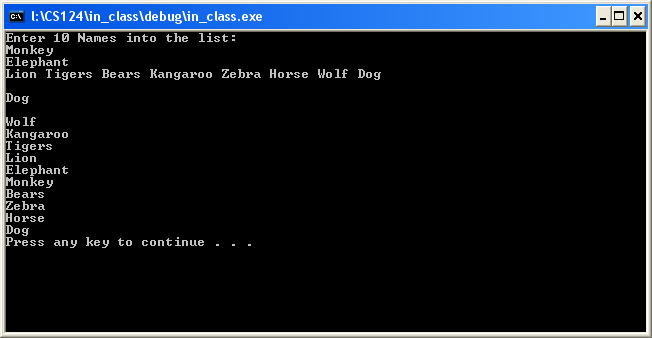 l:\CS124\in_class\debug\in_class.exe
Enter 10 Names into the list:
Monkey
Elephant
Lion Tigers Bears Kangaroo Zebra Horse Wolf Dog
Dog
Wolf
Kangaroo
Tigers
Lion
Elephant
Monkey
Bears
Zebra
Horse
Dog
Press any key to continue . . .